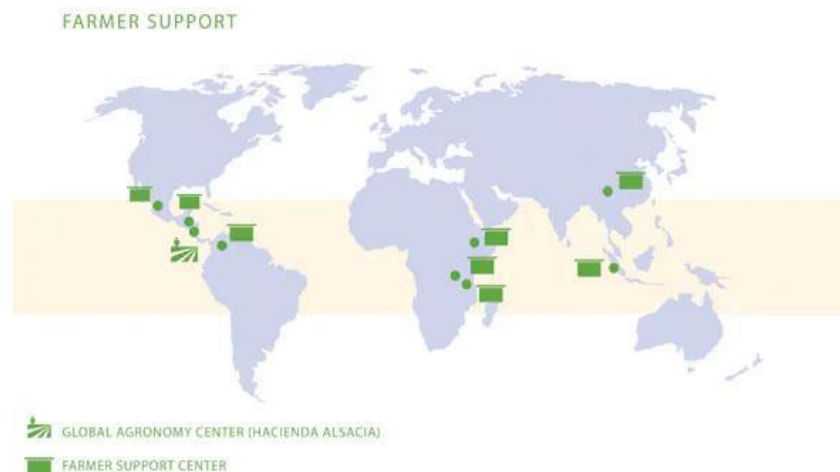 FARMER SUPPORT
GLOBAL AGRONOMY CENTER (HACIENDA ALSACIA)
FARMER SUPPORT CENTER